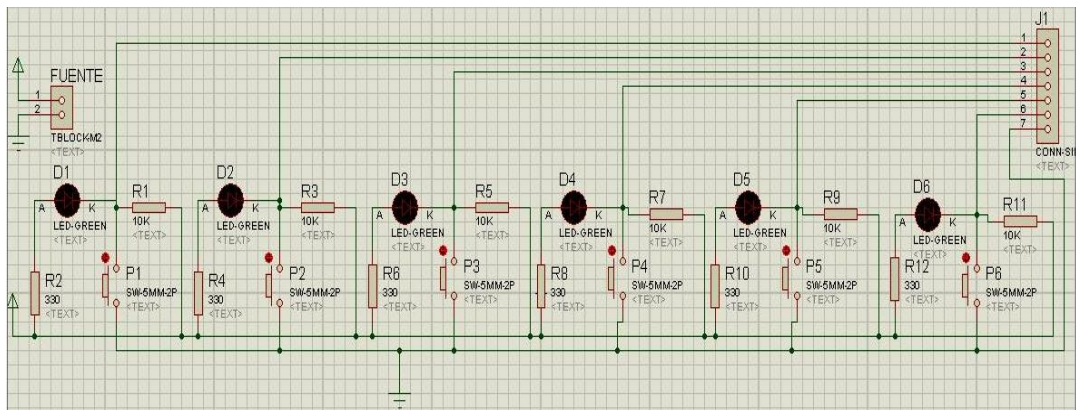 J1
1
2
3
4
5
6
7
CONN-SIL
<TEXT>
FUENTE
1
2
TBLOCK-M2
<TEXT>
D1
A
K
LED-GREEN
<TEXT>
R1
10K
<TEXT>
R2
330
<TEXT>
P1
SW-5MM-2P
<TEXT>
D2
A
K
LED-GREEN
<TEXT>
R3
10K
<TEXT>
R4
330
<TEXT>
P2
SW-5MM-2P
<TEXT>
D3
A
K
LED-GREEN
<TEXT>
R5
10K
<TEXT>
R6
330
<TEXT>
P3
SW-5MM-2P
<TEXT>
D4
A
K
LED-GREEN
<TEXT>
R7
10K
<TEXT>
R8
330
<TEXT>
P4
SW-5MM-2P
<TEXT>
D5
A
K
LED-GREEN
<TEXT>
R9
10K
<TEXT>
R10
330
<TEXT>
P5
SW-5MM-2P
<TEXT>
D6
A
K
LED-GREEN
<TEXT>
R11
10K
<TEXT>
R12
330
<TEXT>
P6
SW-5MM-2P
<TEXT>